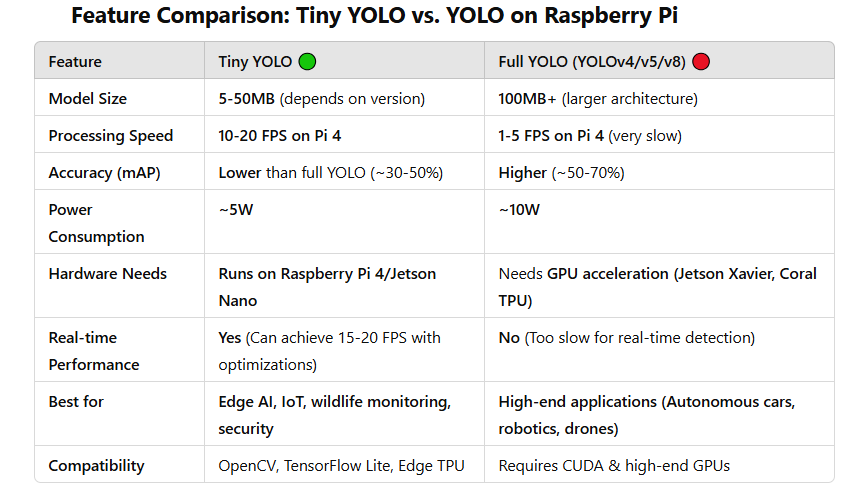 Feature Comparison: Tiny YOLO vs. YOLO on Raspberry Pi
Feature Tiny YOLO 🟢 Full YOLO (YOLOv4/v5/v8) 🔴
Model Size 5-50MB (depends on version) 100MB+ (larger architecture)
Processing Speed 10-20 FPS on Pi 4 1-5 FPS on Pi 4 (very slow)
Accuracy (mAP) Lower than full YOLO (~30-50%) Higher (~50-70%)
Power
Consumption
~5W ~10W
Hardware Needs
Runs on Raspberry Pi 4/Jetson
Nano
Needs GPU acceleration (Jetson Xavier, Coral
TPU)
Real-time
Performance
Yes (Can achieve 15-20 FPS with
optimizations)
No (Too slow for real-time detection)
Best for
Edge AI, IoT, wildlife monitoring,
security
High-end applications (Autonomous cars,
robotics, drones)
Compatibility OpenCV, TensorFlow Lite, Edge TPU Requires CUDA & high-end GPUs